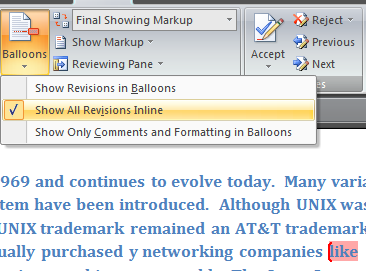 Final Showing Markup
Reject
Balloons
Show Markup
Accept
Previous
Reviewing Pane
Next
Show Revisions in Balloons
Show All Revisions Inline
Show Only Comments and Formatting in Balloons
969 and continues to evolve today. Many varia
tem have been introduced. Although UNIX was
UNIX trademark remained an AT&T trademark
ually purchased y networking companies like